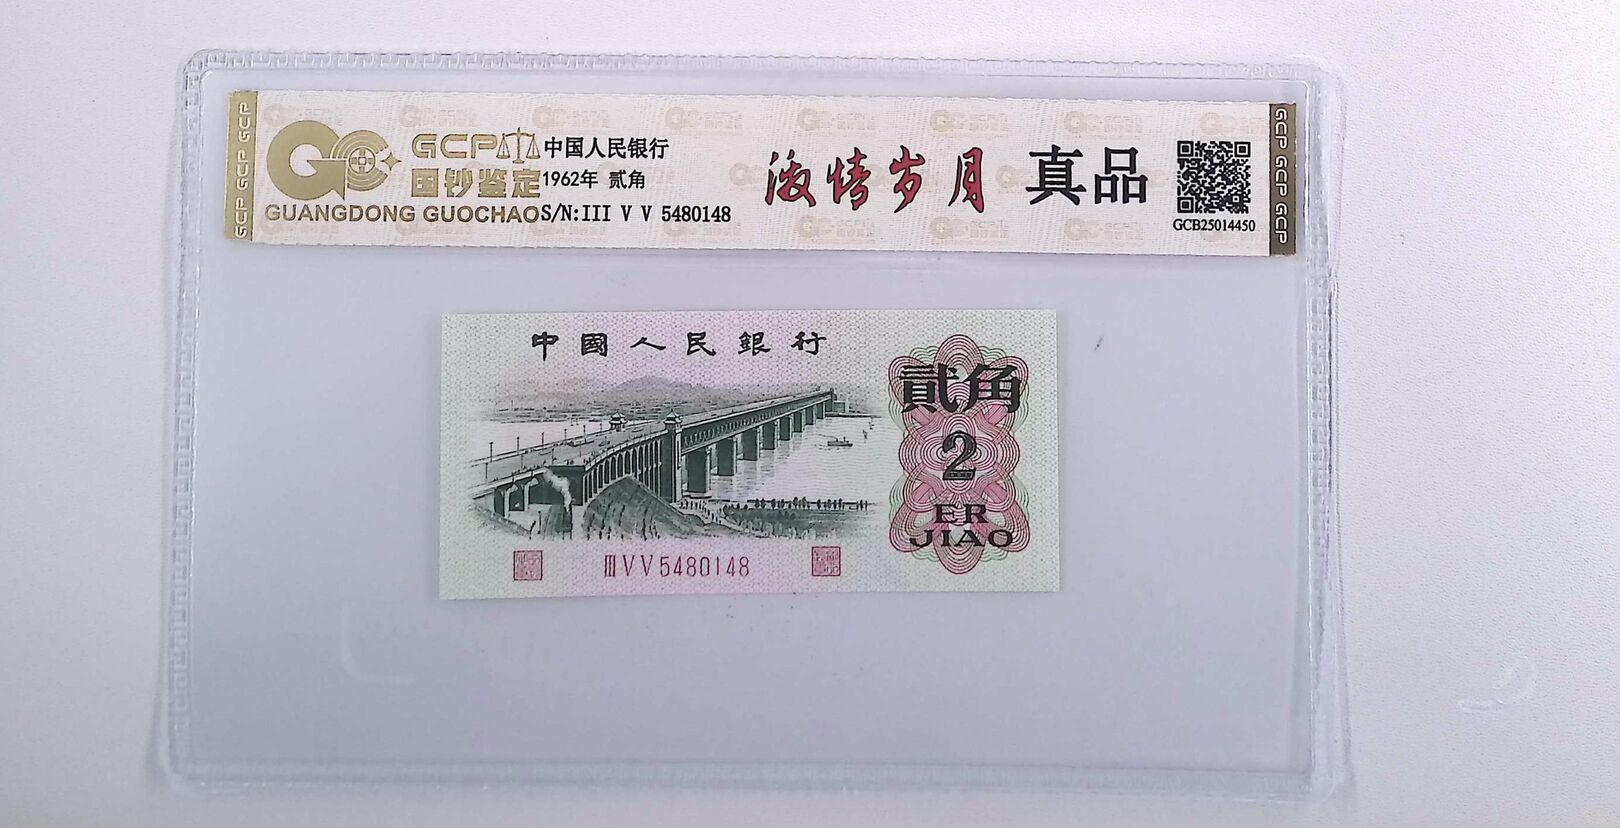 GCP GCP GCP
GCP
国钞鉴定
GUANGDONG GUOCHAO
中国人民银行
1962年 贰角
S/N:III V V 5480148
激情岁月
真品
GCB25014450
GCP GCP GCP
中國人民銀行
貳角
2
ER
JIAO
III V V 5480148